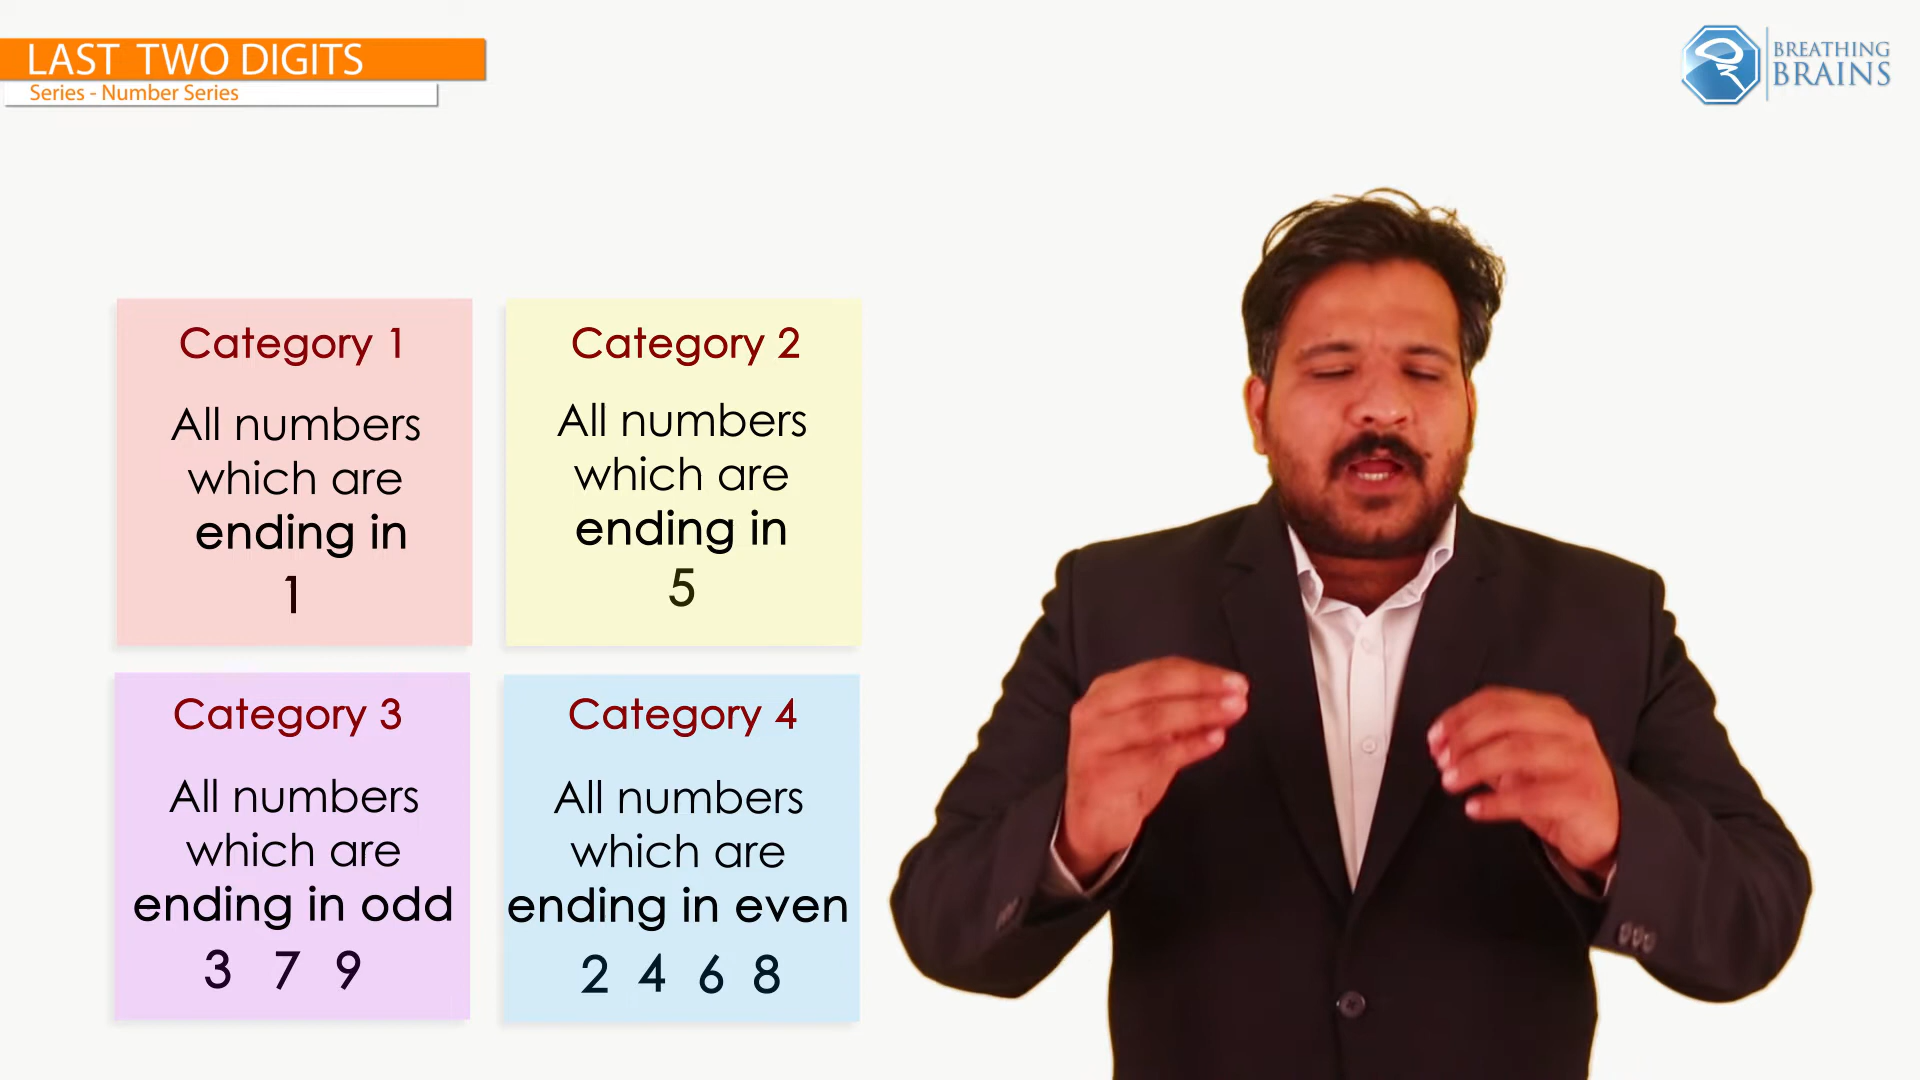 LAST TWO DIGITS
Series - Number Series
BREATHING
BRAINS
Category 1
All numbers
which are
ending in
1
Category 2
All numbers
which are
ending in
5
Category 3
All numbers
which are
ending in odd
3 7 9
Category 4
All numbers
which are
ending in even
2 4 6 8